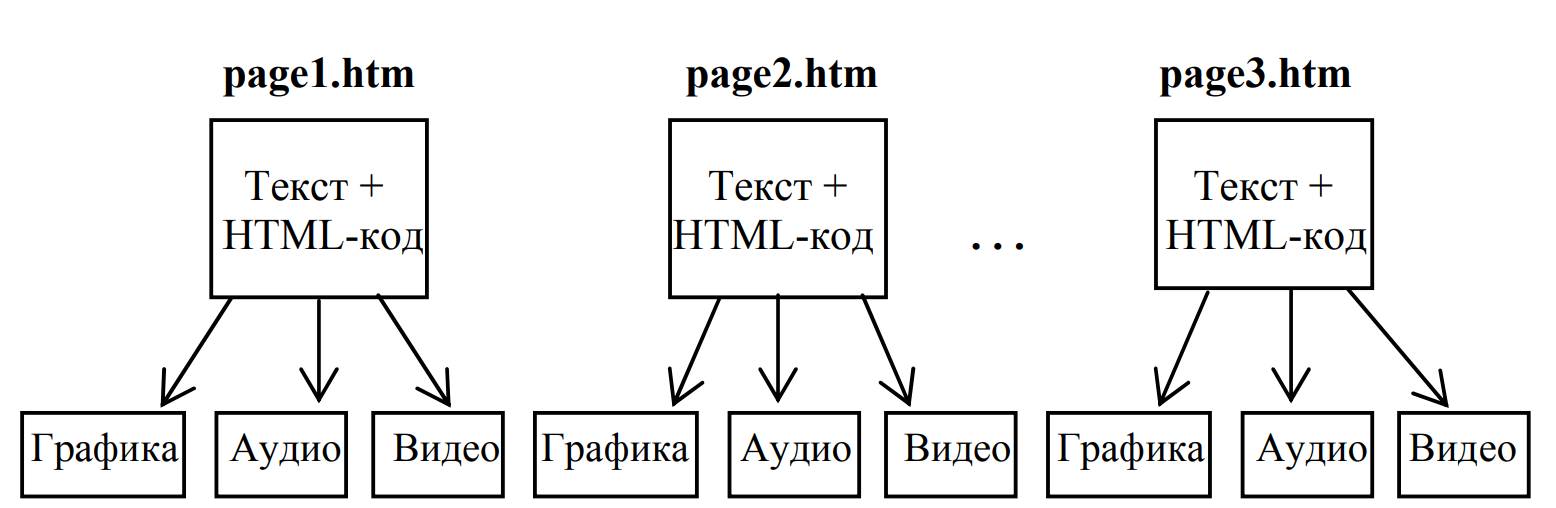 page1.htm page2.htm page3.htm
Текст + Текст + Текст +
HTML-код HTML-код ... HTML-код
Графика Аудио Видео Графика Аудио Видео Графика Аудио Видео